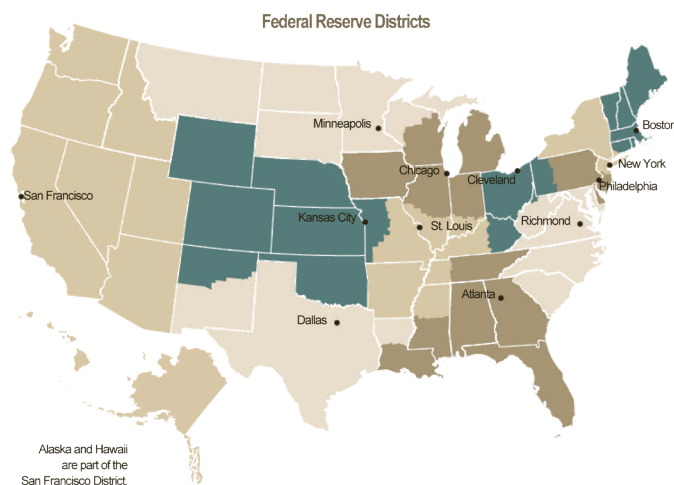 Federal Reserve Districts
Minneapolis
Bostor
New York
Chicago
Cleveland
Philadelphia
San Francisco
Kansas City
St. Louis
Richmond
Atlanta
Dallas
Alaska and Hawaii
are part of the
San Francisco District.